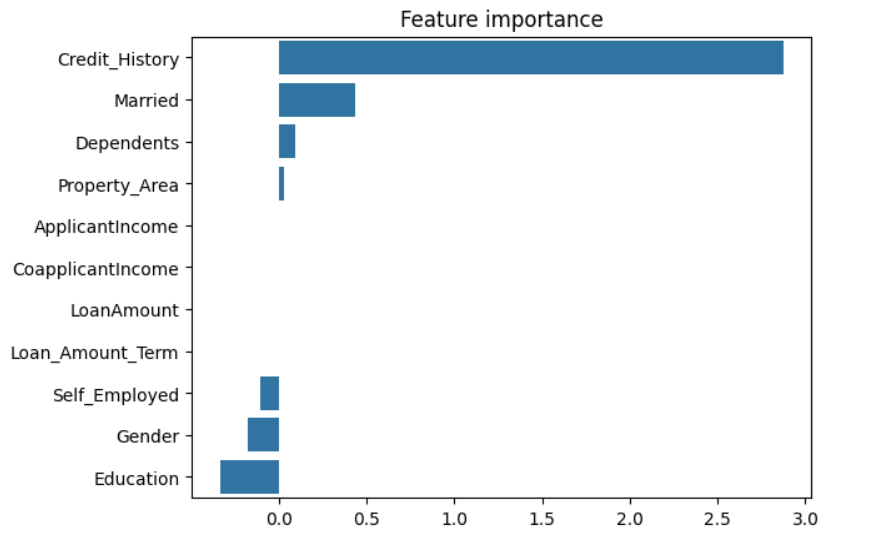 Feature importance
Credit_History
Married
Dependents
Property_Area
ApplicantIncome
CoapplicantIncome
LoanAmount
Loan_Amount_Term
Self_Employed
Gender
Education
0.0 0.5 1.0 1.5 2.0 2.5 3.0